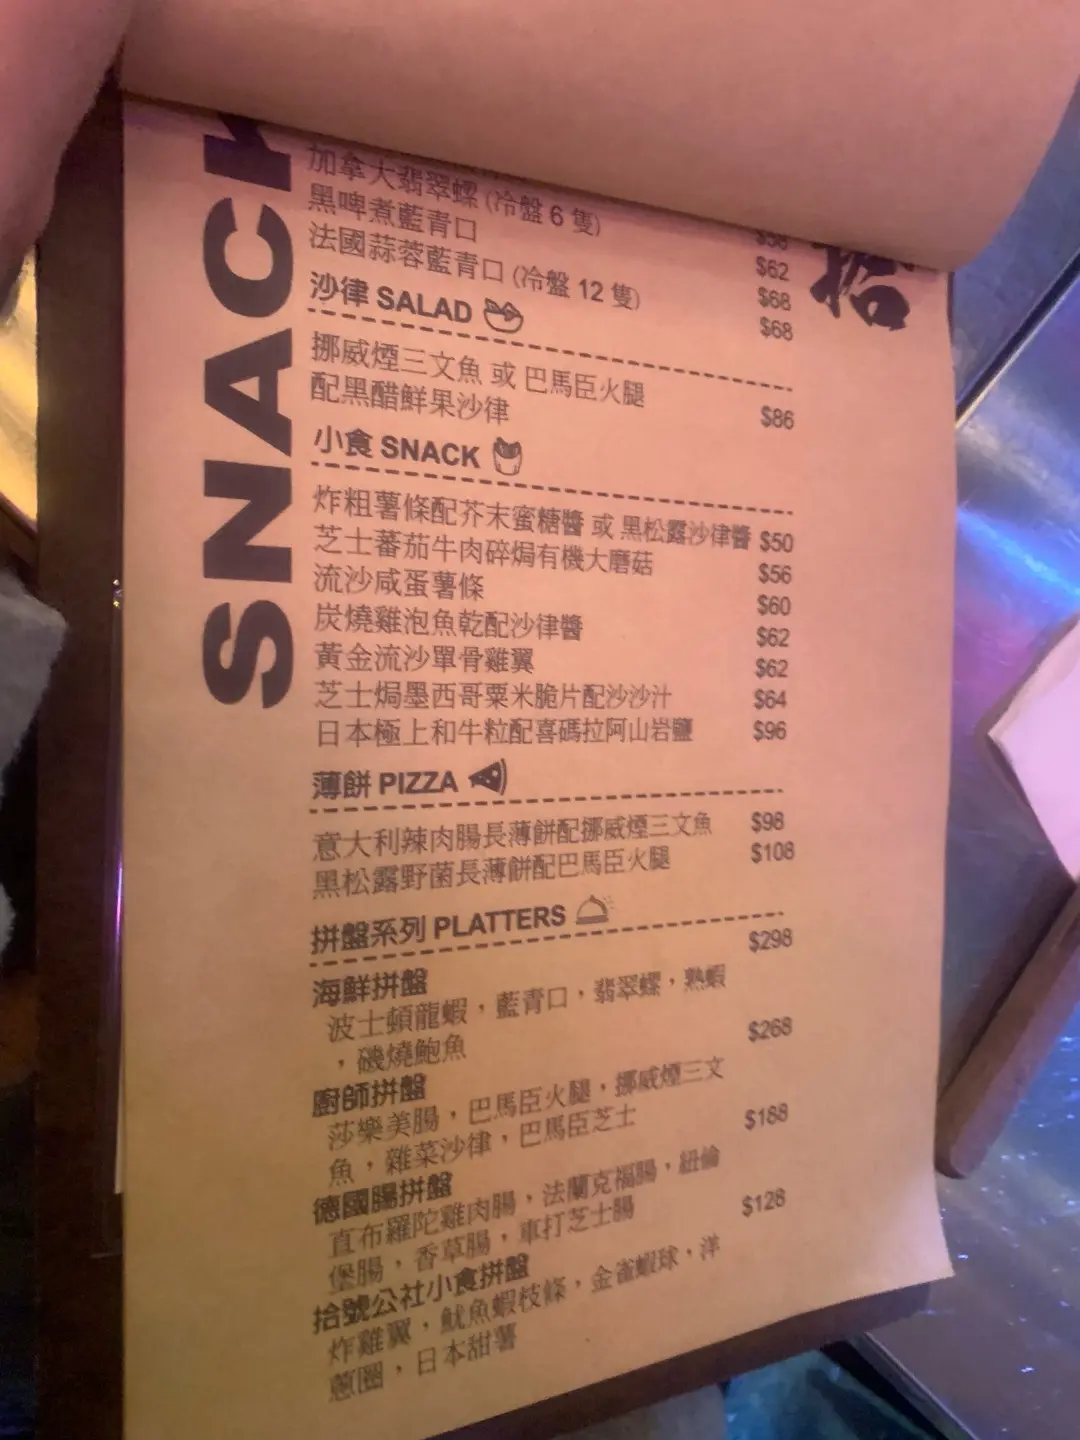 SNACK
加拿大翡翠螺 (冷盤 6 隻)
$58
黑啤煮藍青口
$62
法國蒜蓉藍青口 (冷盤 12 隻)
$68
$68
沙律 SALAD
挪威煙三文魚 或 巴馬臣火腿
配黑醋鮮果沙律
$86
小食 SNACK
炸粗薯條配芥末蜜糖醬 或 黑松露沙律醬 $50
芝士蕃茄牛肉碎焗有機大磨菇 $56
流沙咸蛋薯條 $60
炭燒雞泡魚乾配沙律醬 $62
黃金流沙單骨雞翼 $62
芝士焗墨西哥粟米脆片配沙沙汁 $64
日本極上和牛粒配喜碼拉阿山岩鹽 $96
薄餅 PIZZA
意大利辣肉腸長薄餅配挪威煙三文魚 $98
黑松露野菌長薄餅配巴馬臣火腿 $108
拼盤系列 PLATTERS
海鮮拼盤 $298
波士頓龍蝦，藍青口，翡翠螺，熟蝦
，磯燒鮑魚
廚師拼盤 $268
莎樂美腸，巴馬臣火腿，挪威煙三文
魚，雜菜沙律，巴馬臣芝士
德國腸拼盤 $188
直布羅陀雞肉腸，法蘭克福腸，紐倫
堡腸，香草腸，車打芝士腸
拾號公社小食拼盤 $128
炸雞翼，魷魚蝦枝條，金雀蝦球，洋
蔥圈，日本甜薯